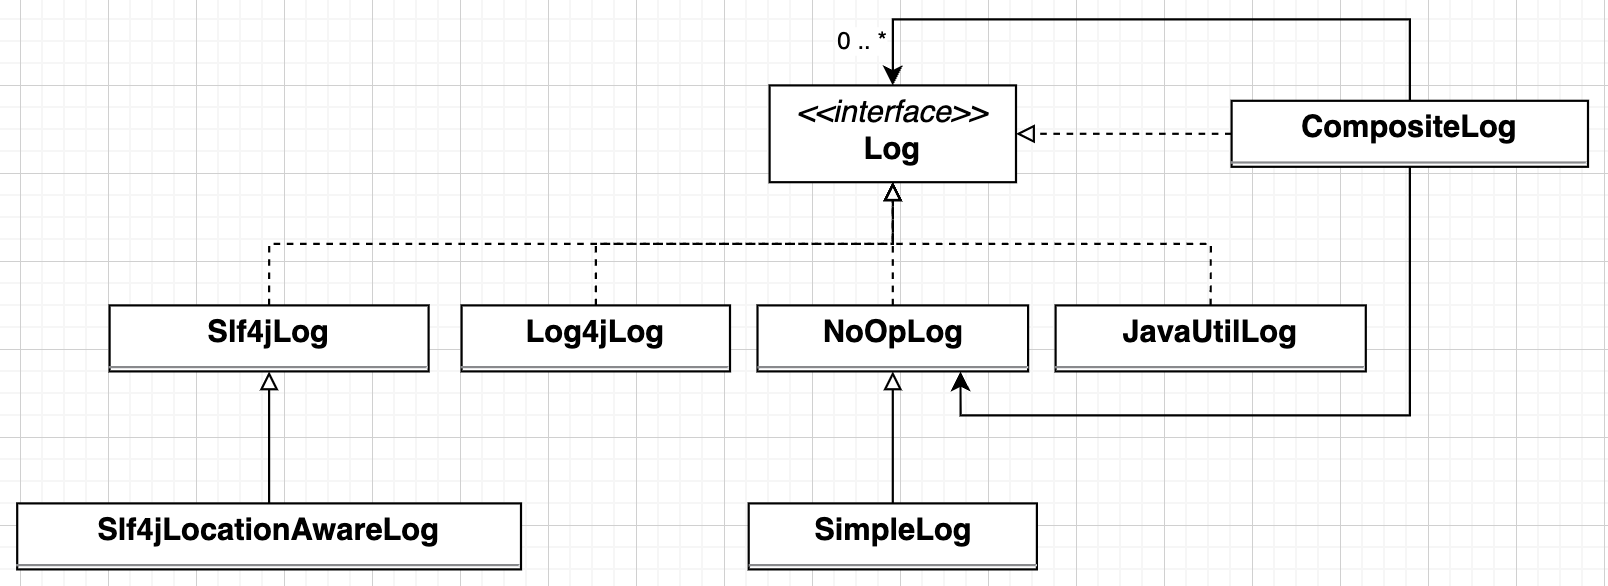 0 .. *
<<interface>>
Log
CompositeLog
Slf4jLog
Log4jLog
NoOpLog
JavaUtilLog
Slf4jLocationAwareLog
SimpleLog